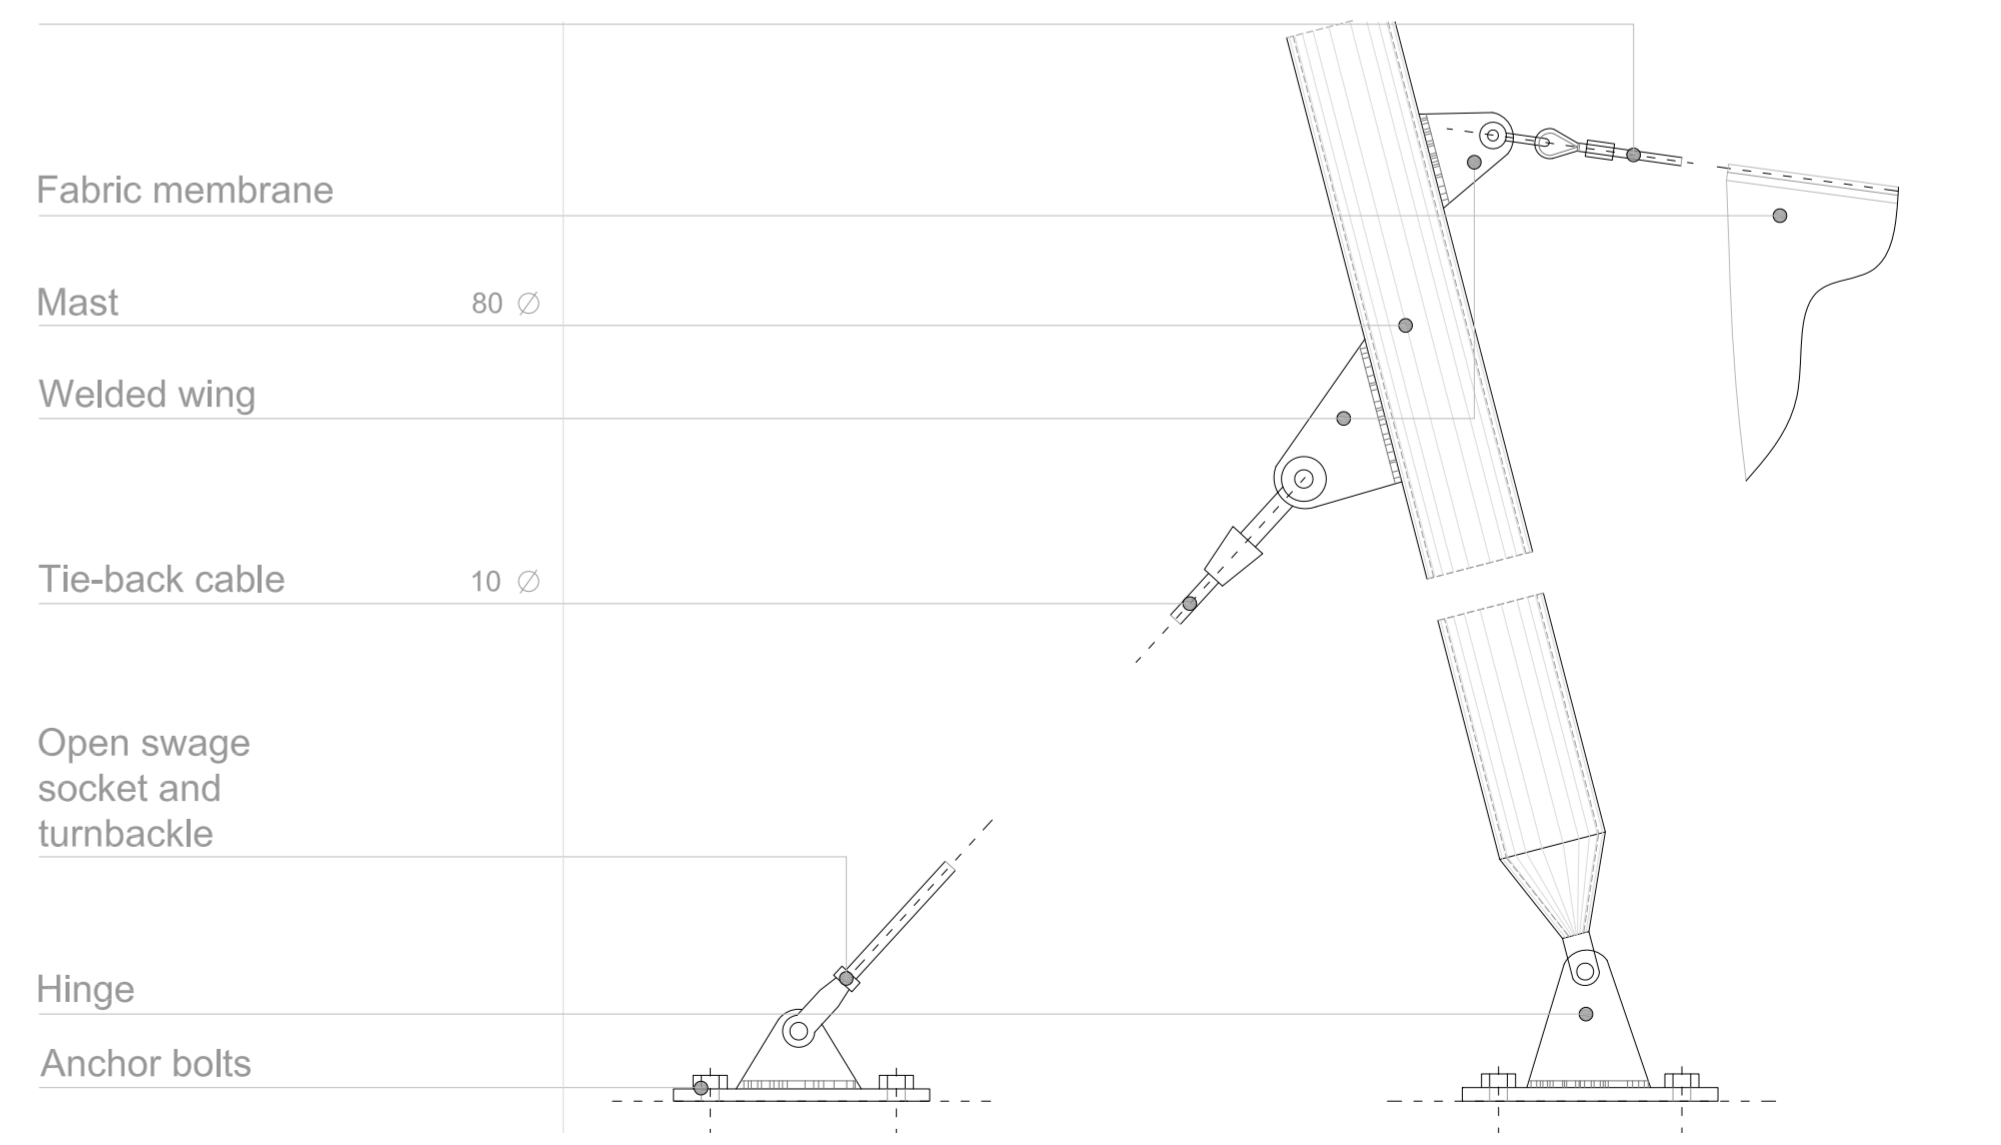 Fabric membrane
Mast 80 ∅
Welded wing
Tie-back cable 10 ∅
Open swage
socket and
turnbackle
Hinge
Anchor bolts